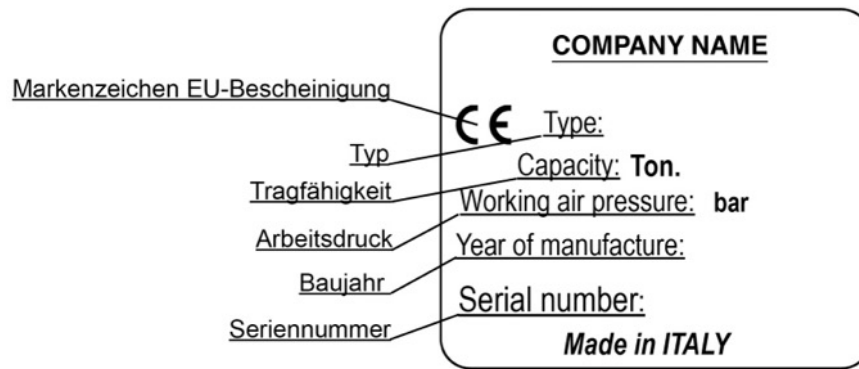 COMPANY NAME
Markenzeichen EU-Bescheinigung
CE Type:
Typ
Capacity: Ton.
Tragfähigkeit
Working air pressure: bar
Arbeitsdruck
Year of manufacture:
Baujahr
Serial number:
Seriennummer
Made in ITALY